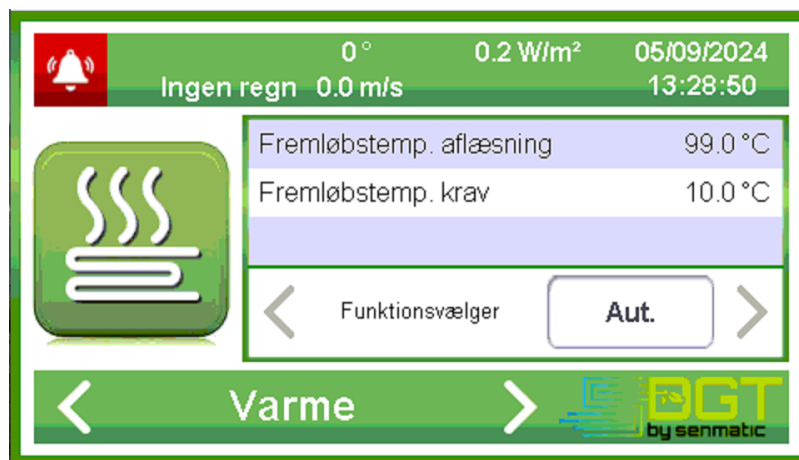 0° 0.2 W/m² 05/09/2024
Ingen regn 0.0 m/s 13:28:50
Fremløbstemp. aflæsning 99.0 °C
Fremløbstemp. krav 10.0 °C
Funktionsvælger Aut.
Varme
DGT
by senmatic